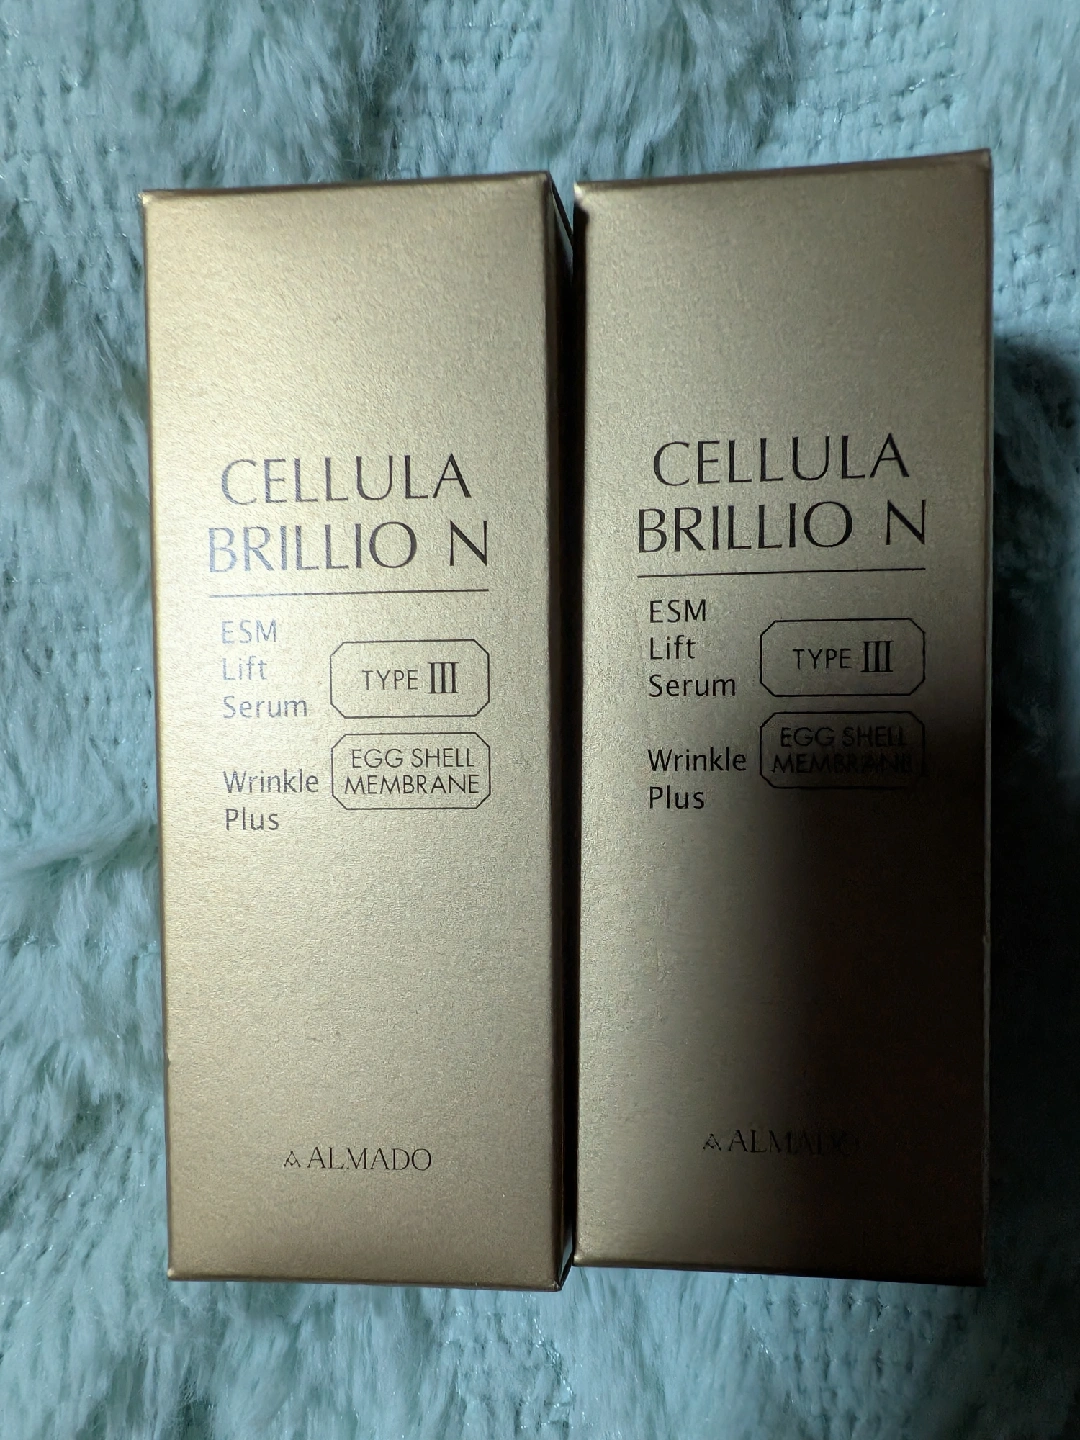 CELLULA
BRILLIO N
ESM
Lift
Serum
TYPE III
Wrinkle
Plus
EGG SHELL
MEMBRANE
ALMADO
CELLULA
BRILLIO N
ESM
Lift
Serum
TYPE III
Wrinkle
Plus
EGG SHELL
MEMBRANE
ALMADO